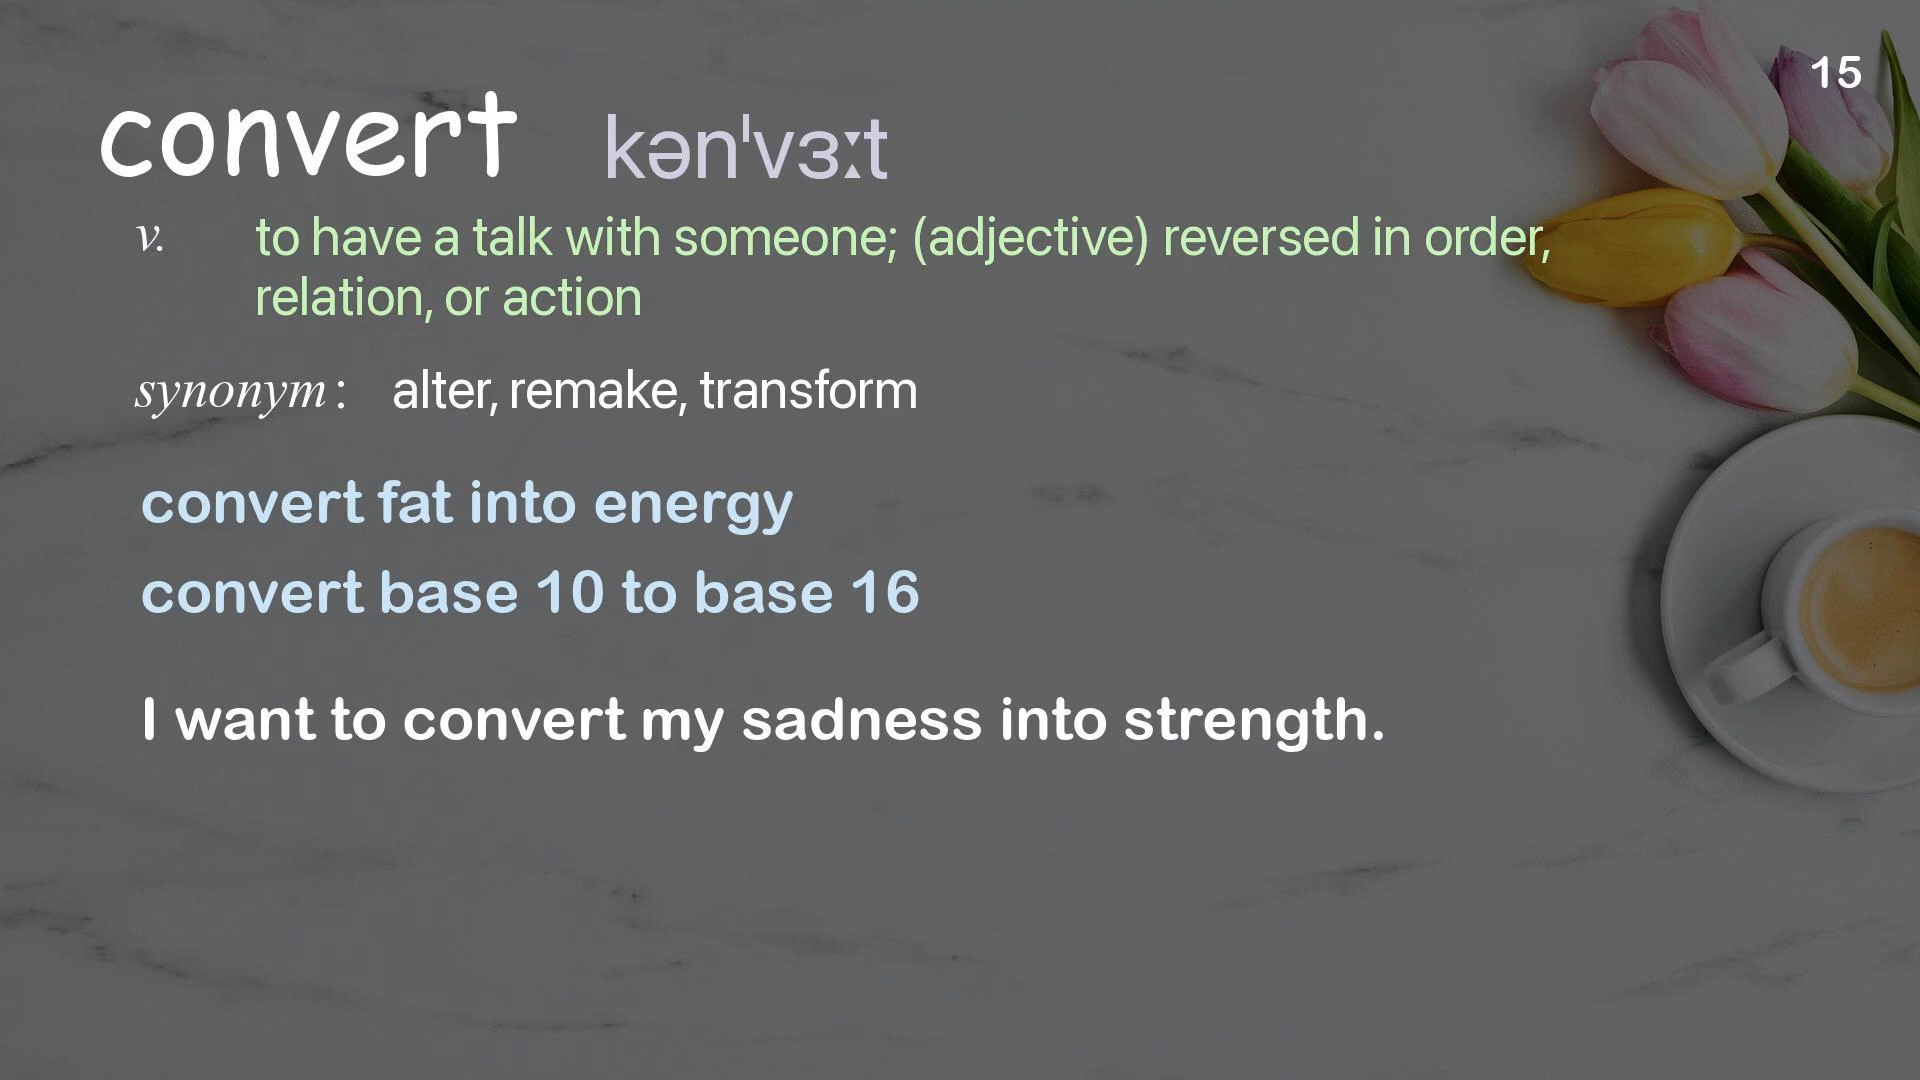 15
convert kənˈvɜːt
v. to have a talk with someone; (adjective) reversed in order,
relation, or action
synonym: alter, remake, transform
convert fat into energy
convert base 10 to base 16
I want to convert my sadness into strength.